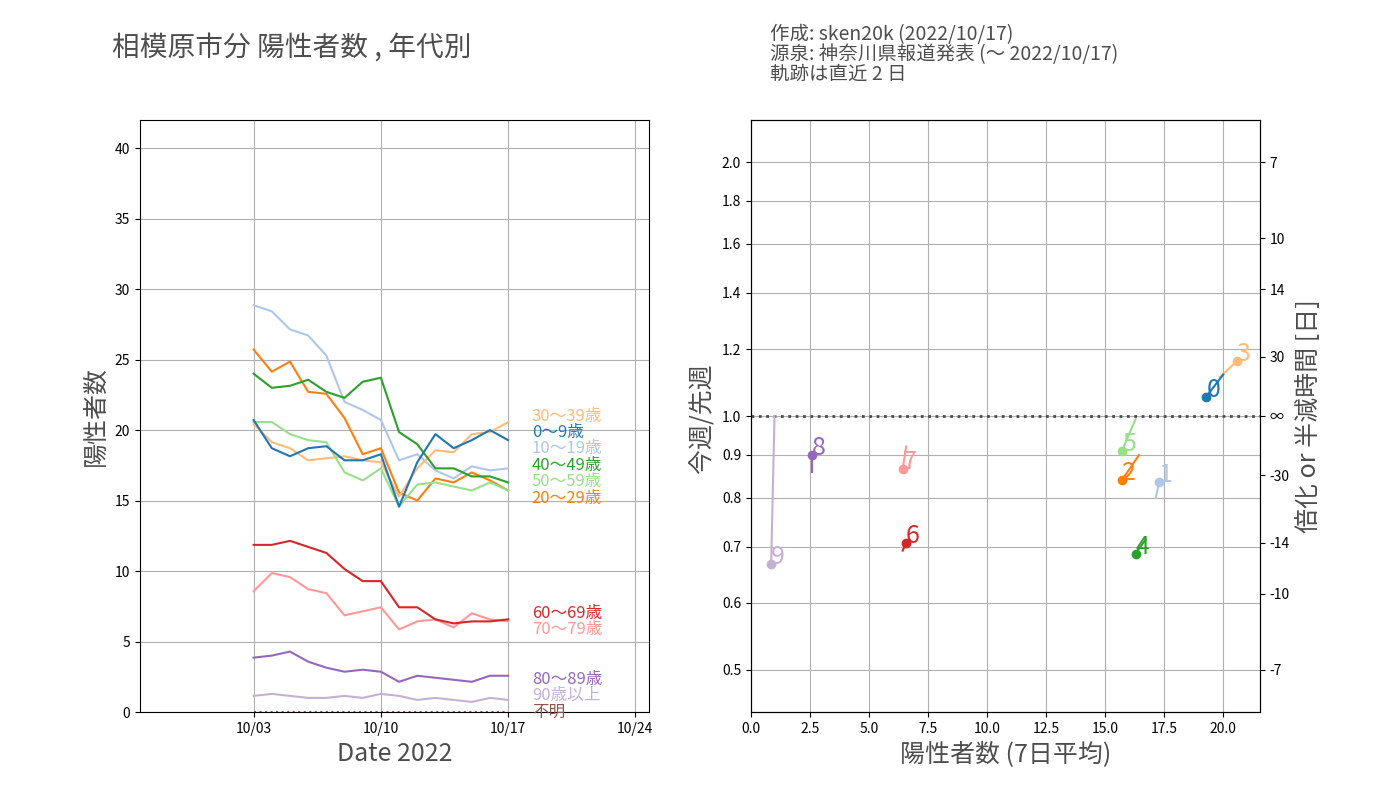 相模原市分 陽性者数 , 年代別
作成: sken20k (2022/10/17)
源泉: 神奈川県報道発表 (～ 2022/10/17)
軌跡は直近 2 日
陽性者数
40
35
30
25
20
15
10
5
0
10/03
10/10
10/17
10/24
Date 2022
30～39歳
0～9歳
10～19歳
40～49歳
50～59歳
20～29歳
60～69歳
70～79歳
80～89歳
90歳以上
不明
今週/先週
2.0
1.8
1.6
1.4
1.2
1.0
0.9
0.8
0.7
0.6
0.5
0.0
2.5
5.0
7.5
10.0
12.5
15.0
17.5
20.0
陽性者数 (7日平均)
7
10
14
30
∞
-30
-14
-10
-7
倍化 or 半減時間 [日]
3
0
5
8
7
2
1
6
4
9